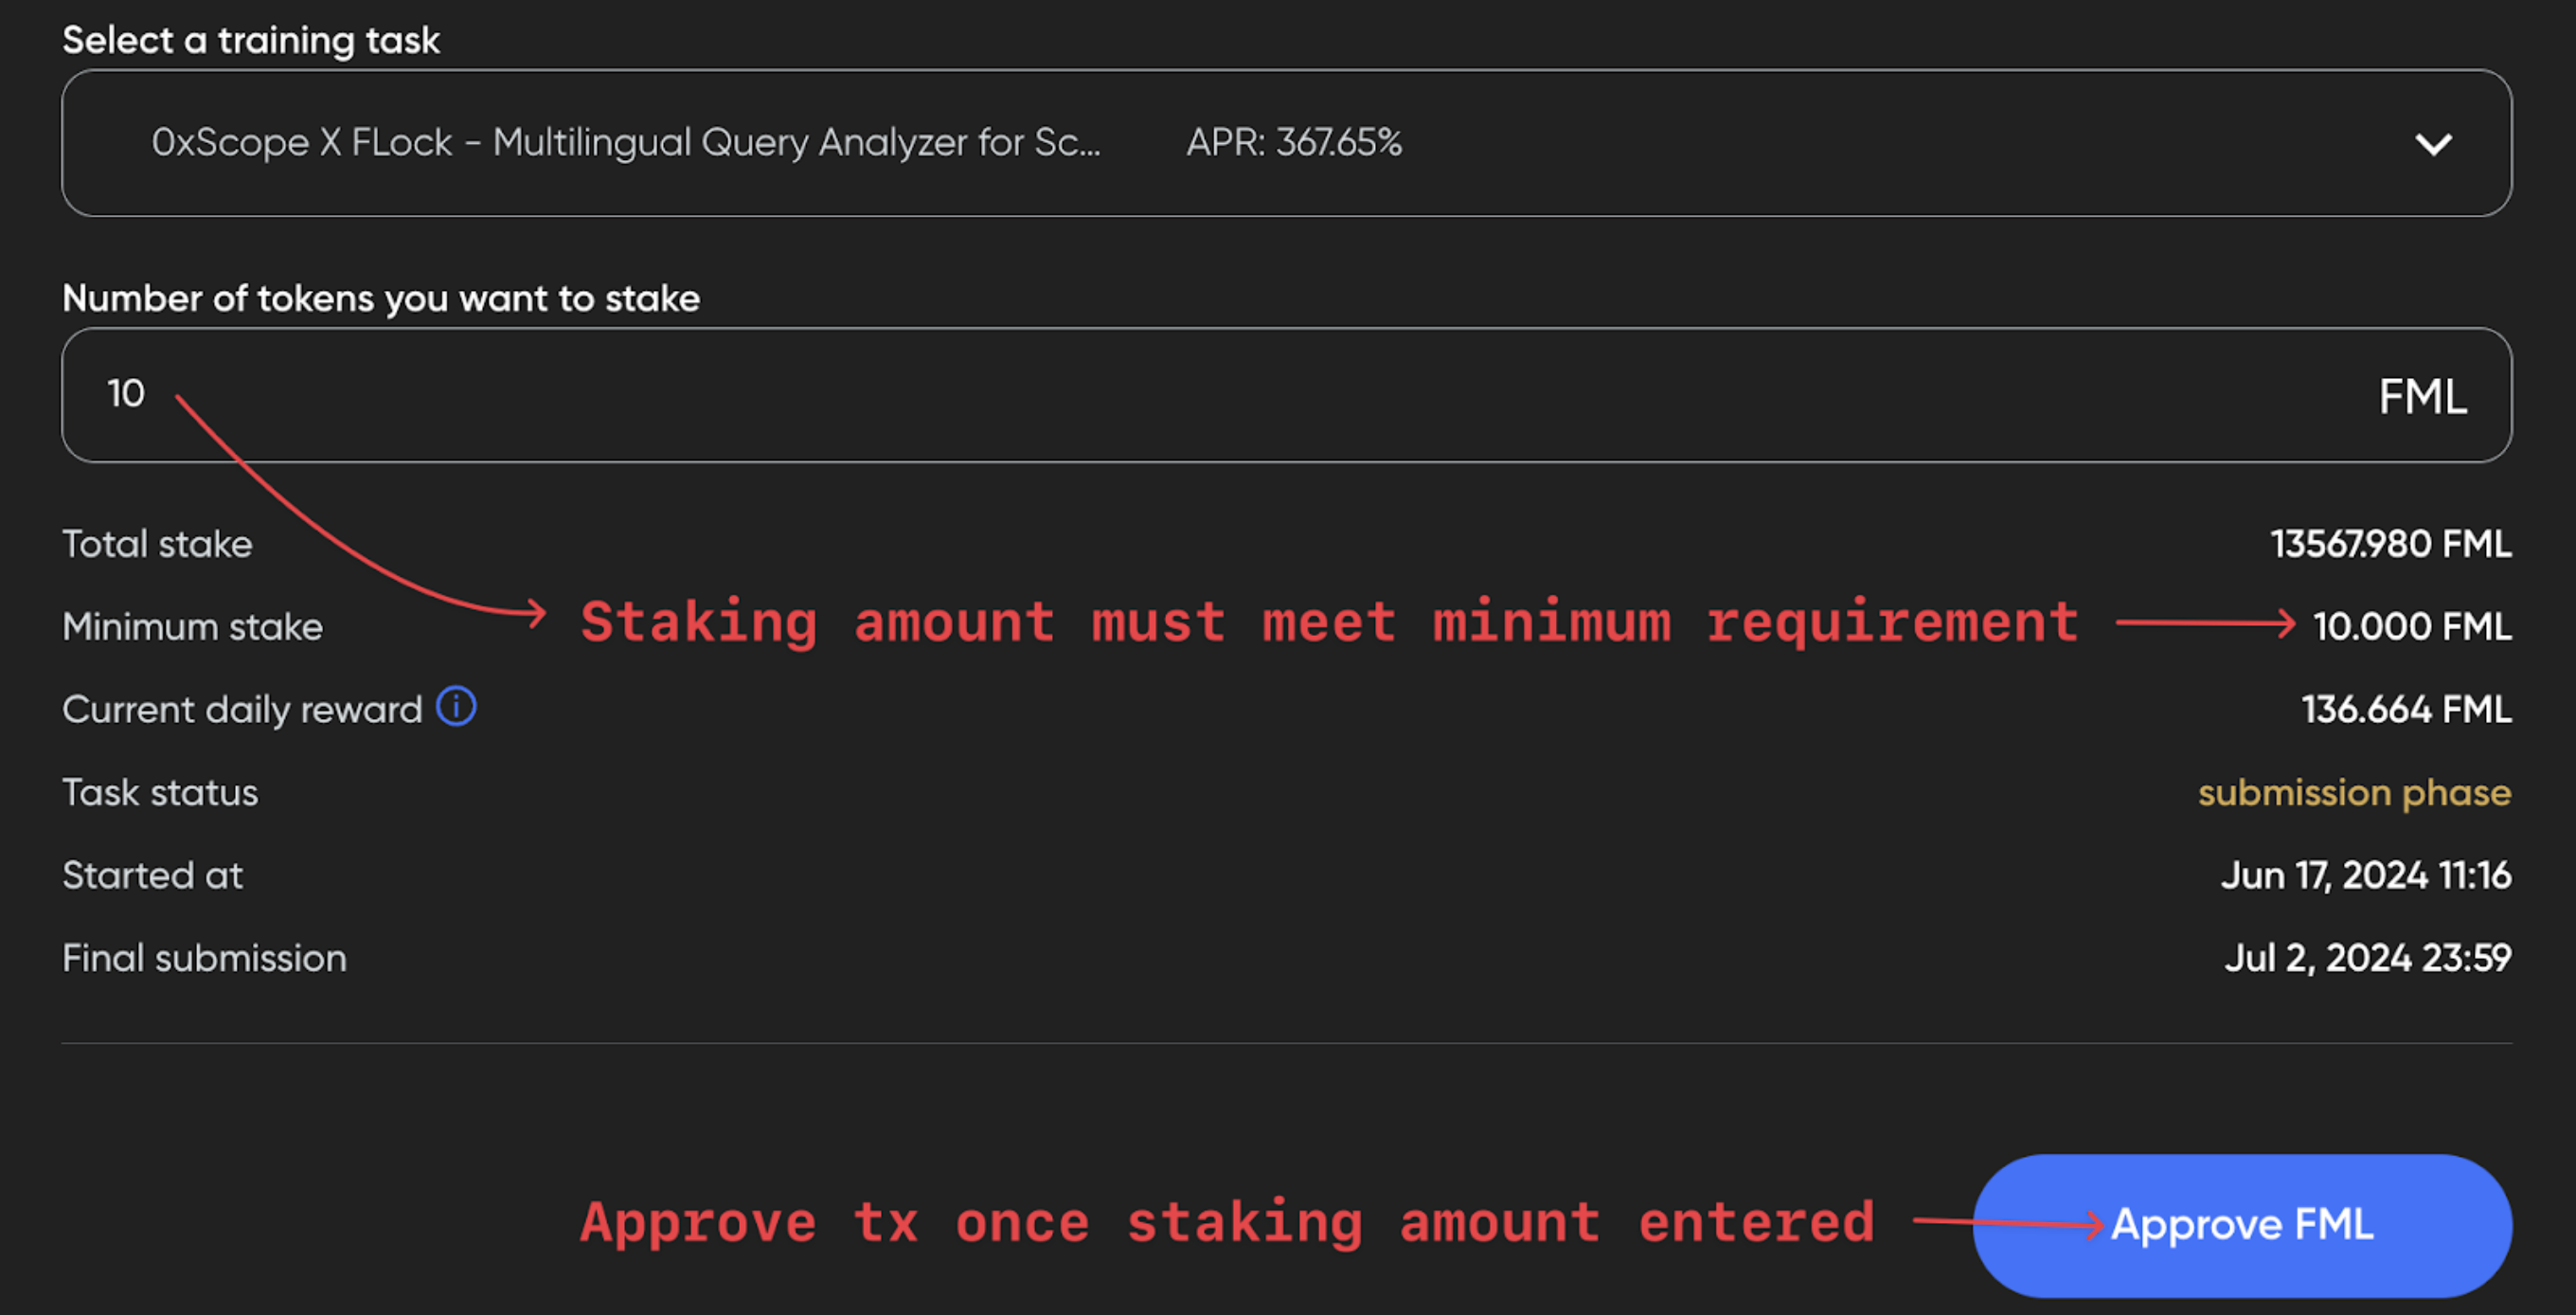 Select a training task
0xScope X FLock - Multilingual Query Analyzer for Sc... APR: 367.65%
Number of tokens you want to stake
10 FML
Total stake 13567.980 FML
Minimum stake Staking amount must meet minimum requirement 10.000 FML
Current daily reward 136.664 FML
Task status submission phase
Started at Jun 17, 2024 11:16
Final submission Jul 2, 2024 23:59
Approve tx once staking amount entered Approve FML